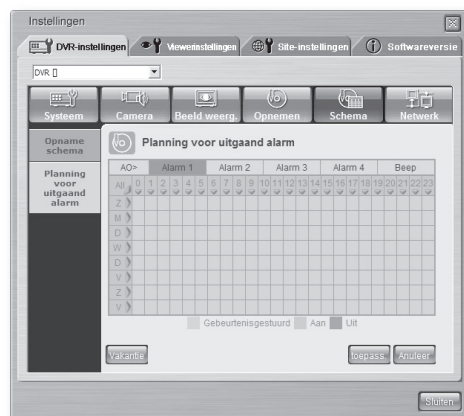 Instellingen
DVR-instellingen Viewerinstellingen Site-instellingen Softwareversie
DVR
Systeem Camera Beeld weerg. Opnemen Schema Netwerk
Opname schema
Planning voor uitgaand alarm
Planning voor uitgaand alarm
AO> Alarm 1 Alarm 2 Alarm 3 Alarm 4 Beep
All 0 1 2 3 4 5 6 7 8 9 10 11 12 13 14 15 16 17 18 19 20 21 22 23
Z
M
D
W
D
V
Z
V
Gebeurtenisgestuurd Aan Uit
Vakantie toepass. Anuleer
Sluiten